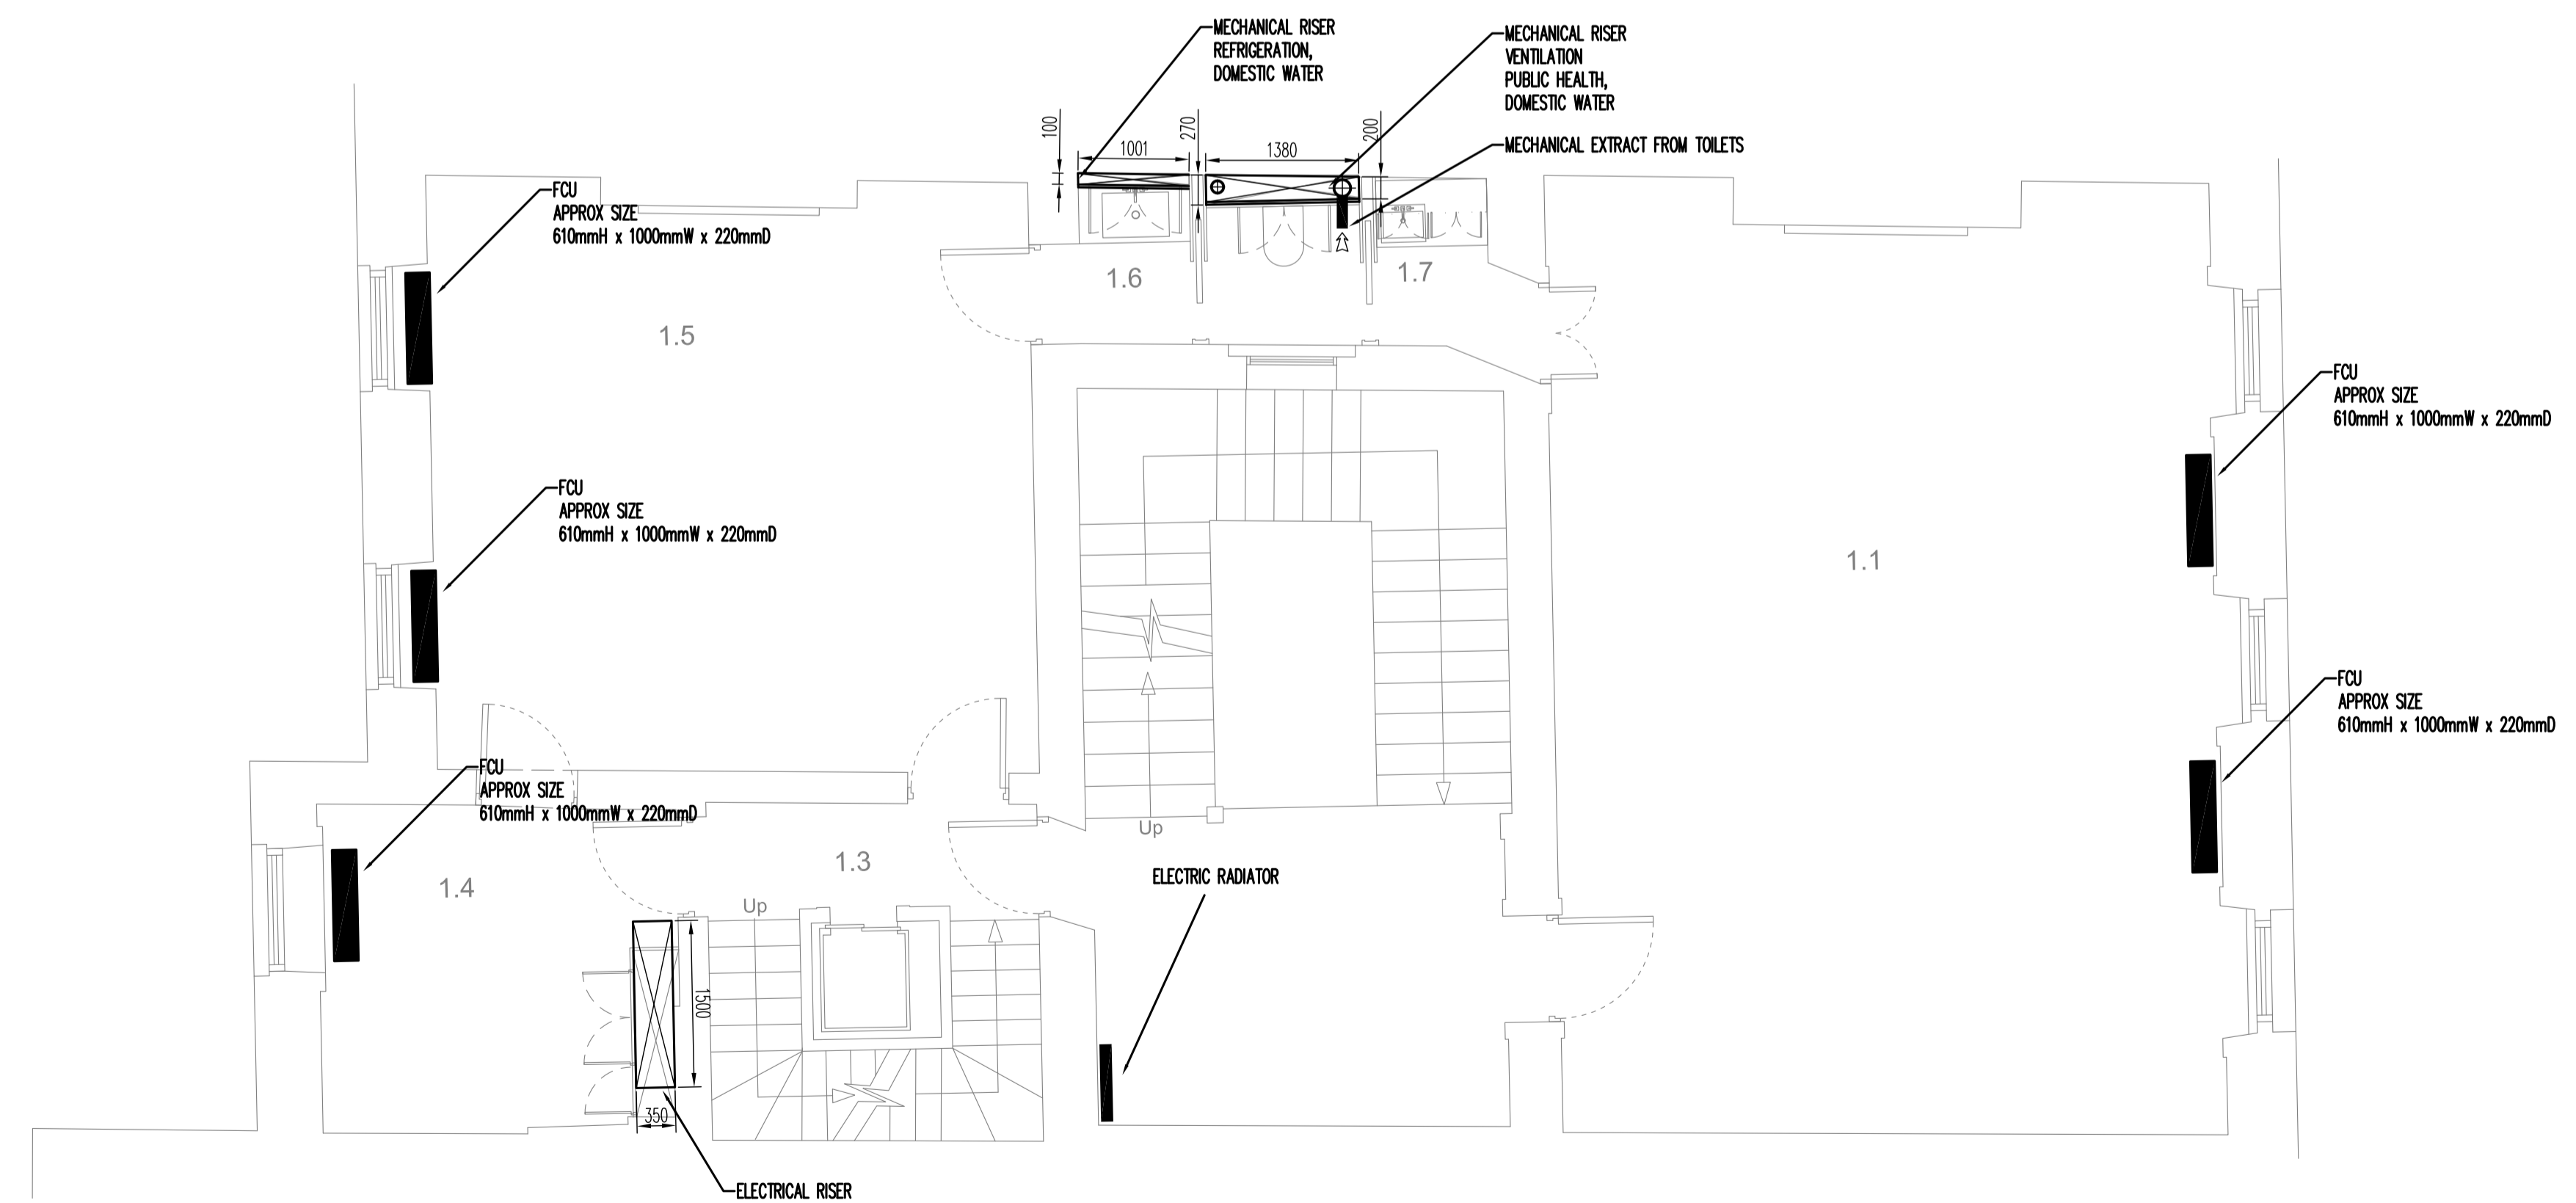 MECHANICAL RISER
REFRIGERATION,
DOMESTIC WATER
MECHANICAL RISER
VENTILATION
PUBLIC HEALTH,
DOMESTIC WATER
MECHANICAL EXTRACT FROM TOILETS
100
1001
270
1380
200
FCU
APPROX SIZE
610mmH x 1000mmW x 220mmD
1.6
1.7
1.5
FCU
APPROX SIZE
610mmH x 1000mmW x 220mmD
FCU
APPROX SIZE
610mmH x 1000mmW x 220mmD
1.1
FCU
APPROX SIZE
610mmH x 1000mmW x 220mmD
FCU
APPROX SIZE
610mmH x 1000mmW x 220mmD
Up
1.3
1.4
ELECTRIC RADIATOR
Up
1500
350
ELECTRICAL RISER